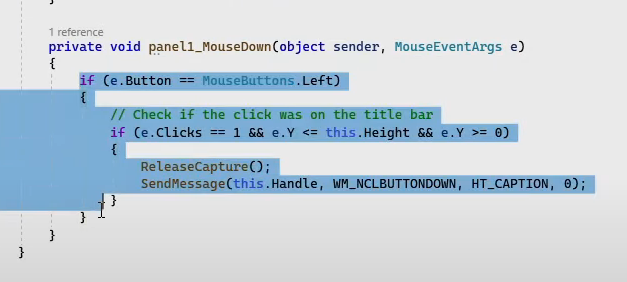 }
1 reference
private void panel1_MouseDown(object sender, MouseEventArgs e)
{
if (e.Button == MouseButtons.Left)
{
// Check if the click was on the title bar
if (e.Clicks == 1 && e.Y <= this.Height && e.Y >= 0)
{
ReleaseCapture();
SendMessage(this.Handle, WM_NCLBUTTONDOWN, HT_CAPTION, 0);
}
}
}
}